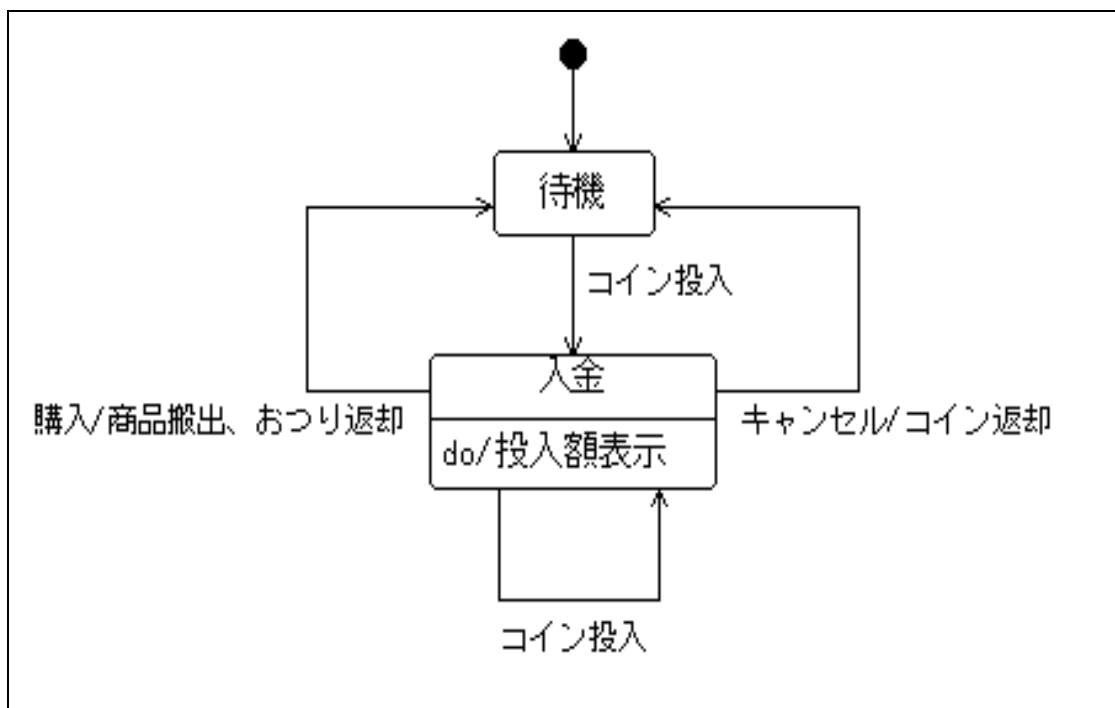 待機
コイン投入
入金
購入/商品搬出、おつり返却
キャンセル/コイン返却
do/投入額表示
コイン投入